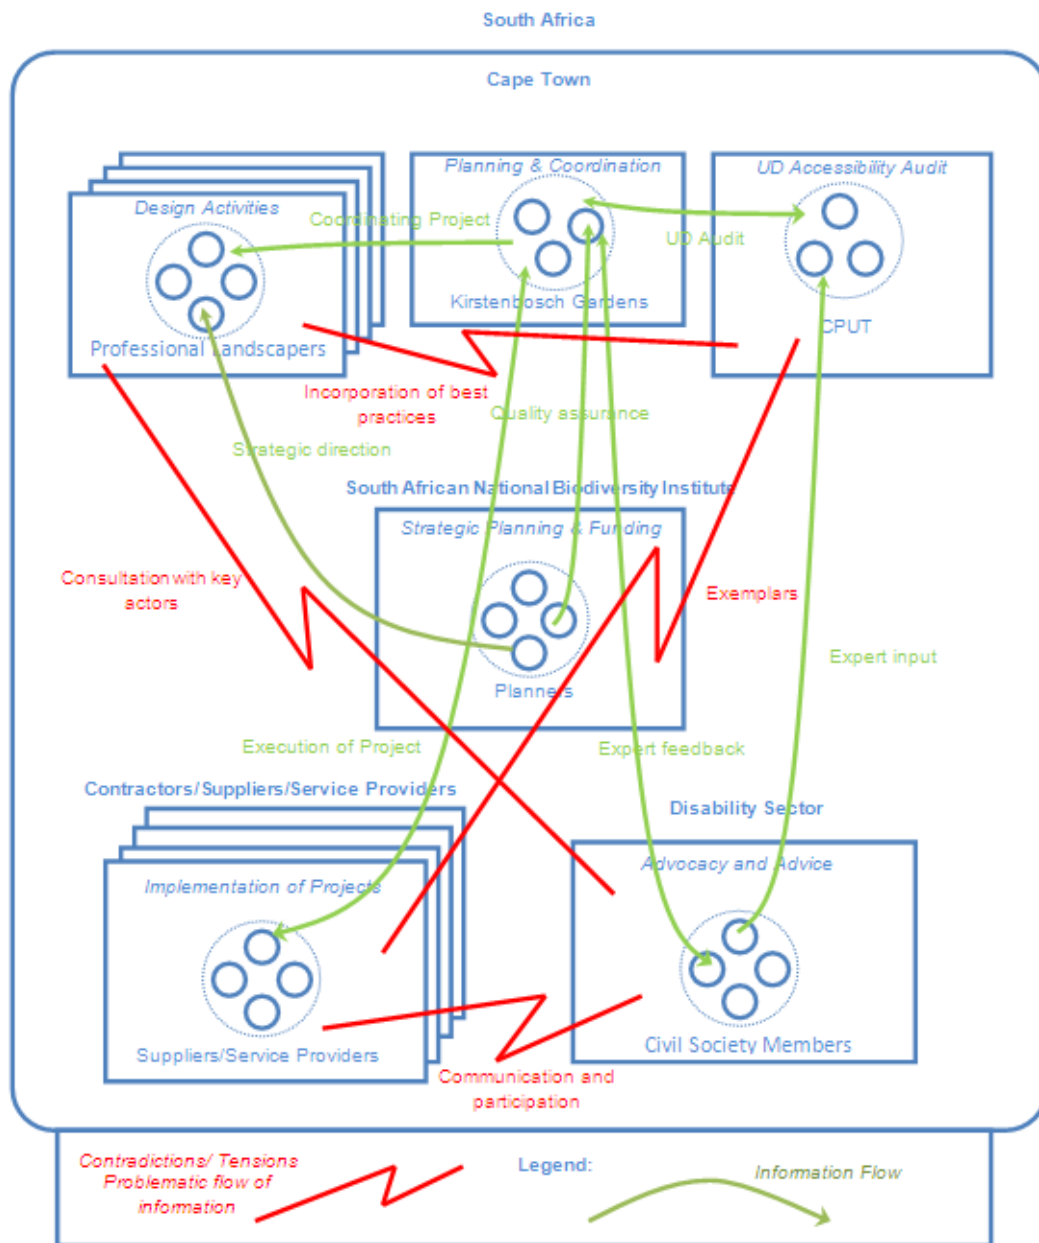 South Africa
Cape Town
Design Activities
Professional Landscapers
Planning & Coordination
Kirstenbosch Gardens
UD Accessibility Audit
CPUT
Coordinating Project
UD Audit
Incorporation of best
practices
Quality assurance
Strategic direction
South African National Biodiversity Institute
Strategic Planning & Funding
Planners
Consultation with key
actors
Exemplars
Expert input
Execution of Project
Expert feedback
Contractors/Suppliers/Service Providers
Implementation of Projects
Suppliers/Service Providers
Disability Sector
Advocacy and Advice
Civil Society Members
Communication and
participation
Contradictions/ Tensions
Problematic flow of
information
Legend:
Information Flow